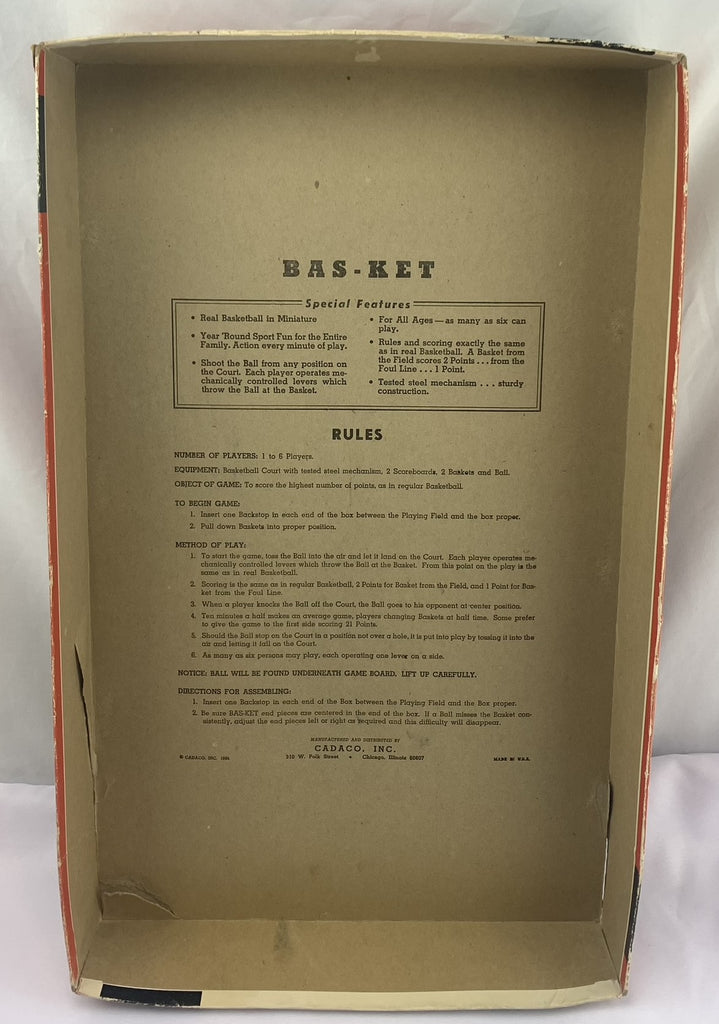 BAS-KET
Special Features
• Real Basketball in Miniature
• Year 'Round Sport Fun for the Entire
Family. Action every minute of play.
• Shoot the Ball from any position on
the Court. Each player operates me-
chanically controlled levers which
throw the Ball at the Basket.
• For All Ages — as many as six can
play.
• Rules and scoring exactly the same
as in real Basketball. A Basket from
the Field scores 2 Points . . . from the
Foul Line . . . 1 Point.
• Tested steel mechanism . . . sturdy
construction.
RULES
NUMBER OF PLAYERS: 1 to 6 Players.
EQUIPMENT: Basketball Court with tested steel mechanism, 2 Scoreboards, 2 Baskets and Ball.
OBJECT OF GAME: To score the highest number of points, as in regular Basketball.
TO BEGIN GAME:
1. Insert one Backstop in each end of the box between the Playing Field and the box proper.
2. Pull down Baskets into proper position.
METHOD OF PLAY:
1. To start the game, toss the Ball into the air and let it land on the Court. Each player operates me-
chanically controlled levers which throw the Ball at the Basket. From this point on the play is the
same as in real Basketball.
2. Scoring is the same as in regular Basketball, 2 Points for Basket from the Field, and 1 Point for Bas-
ket from the Foul Line.
3. When a player knocks the Ball off the Court, the Ball goes to his opponent at center position.
4. Ten minutes a half makes an average game, players changing Baskets at half time. Some prefer
to give the game to the first side scoring 21 Points.
5. Should the Ball stop on the Court in a position not over a hole, it is put into play by tossing it into the
air and letting it fall on the Court.
6. As many as six persons may play, each operating one lever on a side.
NOTICE: BALL WILL BE FOUND UNDERNEATH GAME BOARD. LIFT UP CAREFULLY.
DIRECTIONS FOR ASSEMBLING:
1. Insert one Backstop in each end of the Box between the Playing Field and the Box proper.
2. Be sure BAS-KET end pieces are centered in the end of the box. If a Ball misses the Basket con-
sistently, adjust the end pieces left or right as required and this difficulty will disappear.
MANUFACTURED AND DISTRIBUTED BY
CADACO, INC.
© CADACO, INC. 310 W. Polk Street • Chicago, Illinois 60607 MADE IN U.S.A.